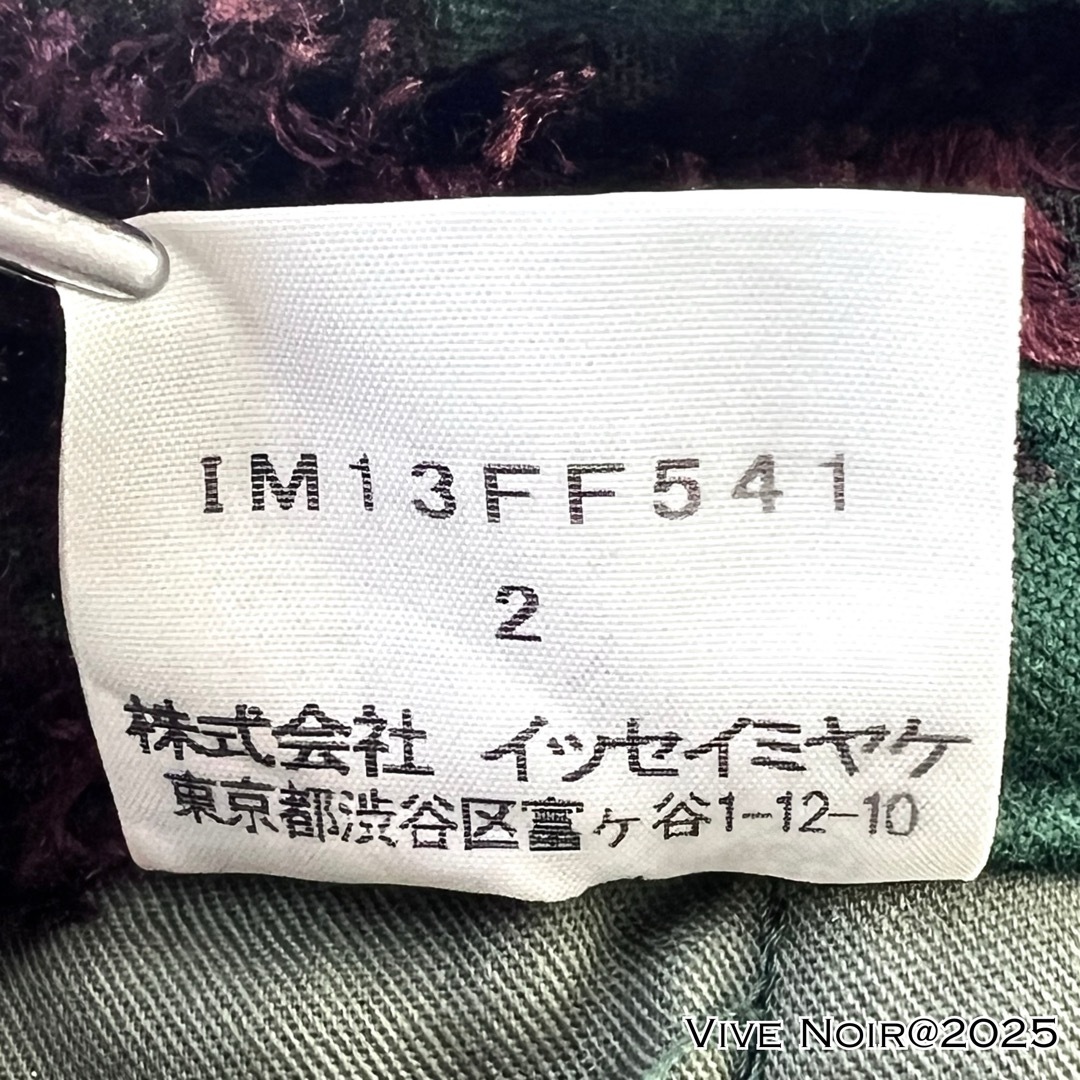 IM13FF541
2
株式会社 イッセイミヤケ
東京都渋谷区富ヶ谷1-12-10
VIVE NOIR@2025